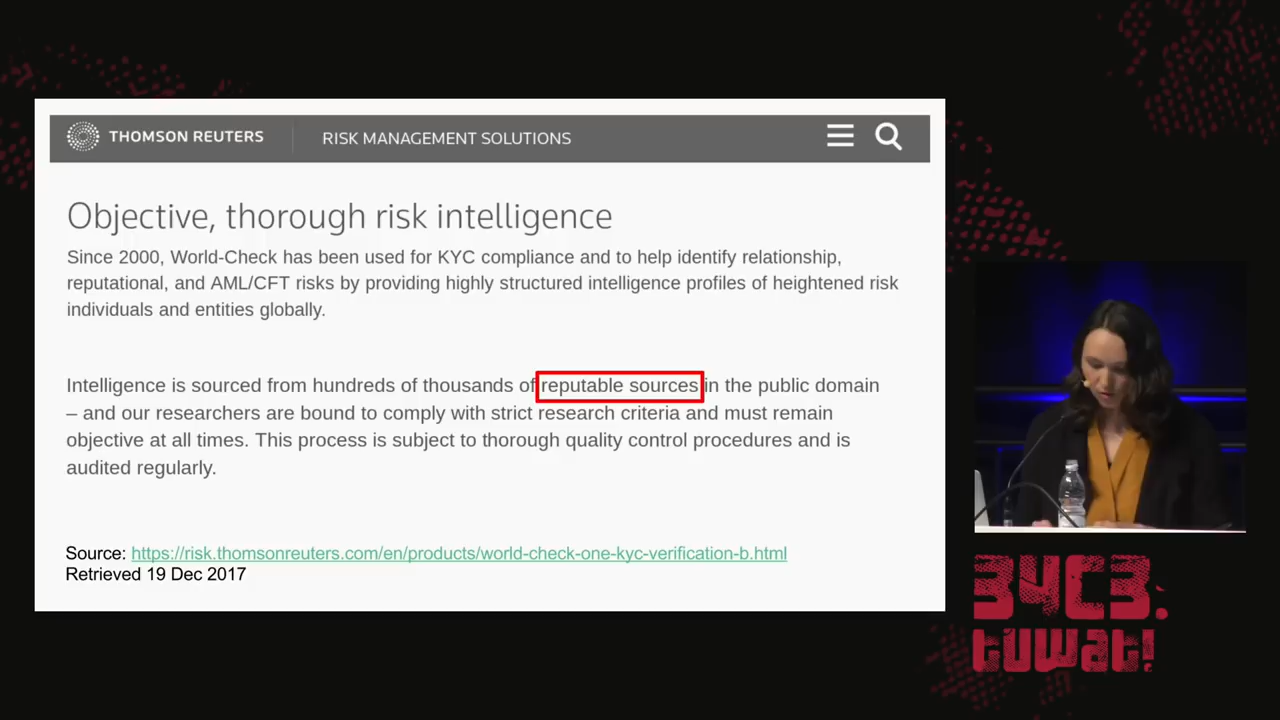 THOMSON REUTERS
RISK MANAGEMENT SOLUTIONS
Objective, thorough risk intelligence
Since 2000, World-Check has been used for KYC compliance and to help identify relationship,
reputational, and AML/CFT risks by providing highly structured intelligence profiles of heightened risk
individuals and entities globally.
Intelligence is sourced from hundreds of thousands of reputable sources in the public domain
– and our researchers are bound to comply with strict research criteria and must remain
objective at all times. This process is subject to thorough quality control procedures and is
audited regularly.
Source: https://risk.thomsonreuters.com/en/products/world-check-one-kyc-verification-b.html
Retrieved 19 Dec 2017
34C3.
tuwat!